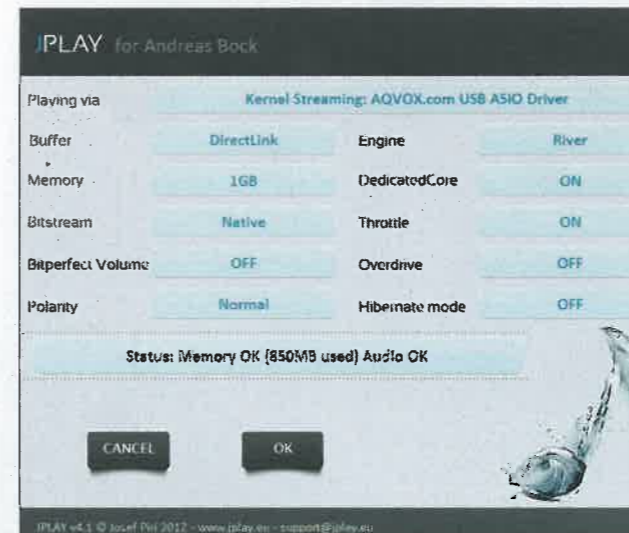 JPLAY for Andreas Bock
Playing via Kernel Streaming: AQVOX.com USB ASIO Driver
Buffer DirectLink Engine River
Memory 1GB DedicatedCore ON
Bitstream Native Throttle ON
Bitperfect Volume OFF Overdrive OFF
Polarity Normal Hibernate mode OFF
Status: Memory OK (850MB used) Audio OK
CANCEL OK
JPLAY v4.1 © Josef Piri 2012 - www.jplay.eu - support@jplay.eu